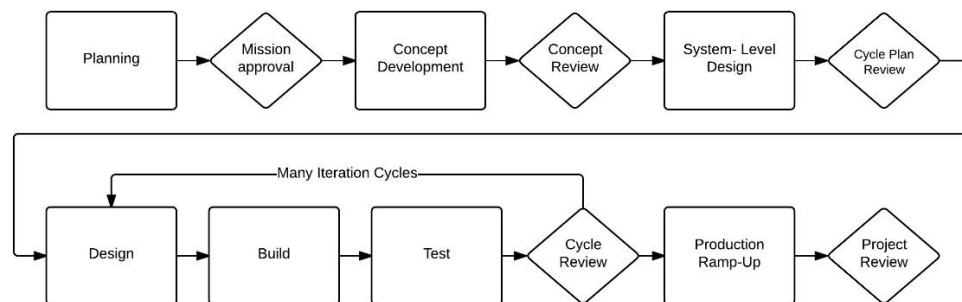 Planning
Mission
approval
Concept
Development
Concept
Review
System- Level
Design
Cycle Plan
Review
Many Iteration Cycles
Design
Build
Test
Cycle
Review
Production
Ramp-Up
Project
Review